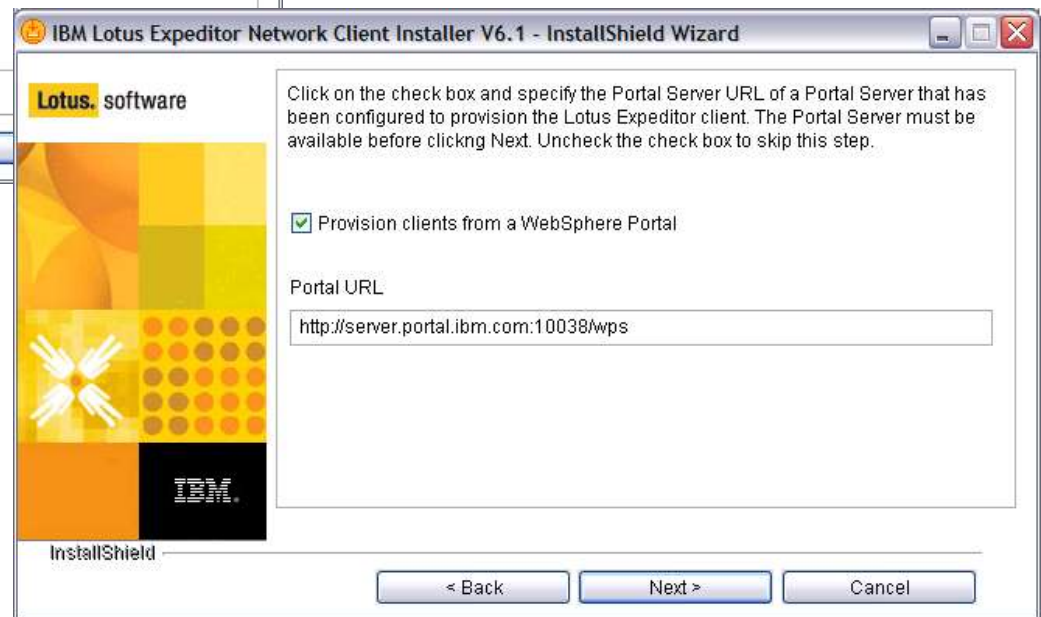 IBM Lotus Expeditor Network Client Installer V6.1 - InstallShield Wizard
Lotus. software
Click on the check box and specify the Portal Server URL of a Portal Server that has
been configured to provision the Lotus Expeditor client. The Portal Server must be
available before clickng Next. Uncheck the check box to skip this step.
Provision clients from a WebSphere Portal
Portal URL
http://server.portal.ibm.com:10038/wps
IBM.
InstallShield
< Back
Next >
Cancel